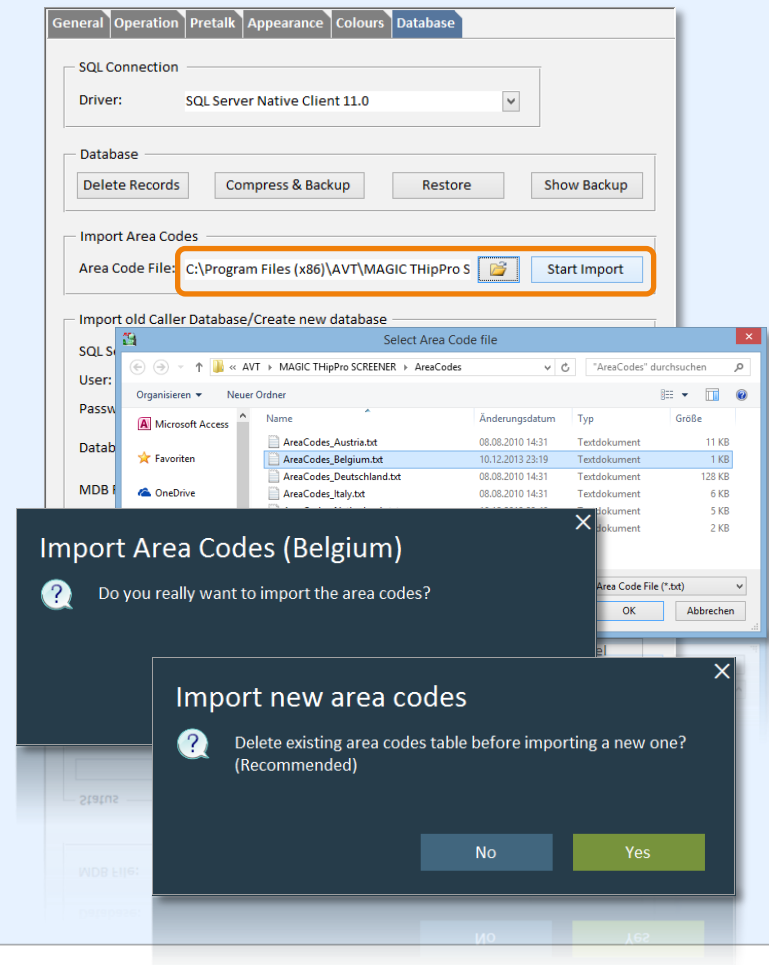 General Operation Pretalk Appearance Colours Database
SQL Connection
Driver: SQL Server Native Client 11.0
Database
Delete Records Compress & Backup Restore Show Backup
Import Area Codes
Area Code File: C:\Program Files (x86)\AVT\MAGIC THipPro S Start Import
Import old Caller Database/Create new database
Select Area Code file
SQL S
« AVT MAGIC THipPro SCREENER AreaCodes "AreaCodes" durchsuchen
User:
Organisieren Neuer Ordner
Passw
Microsoft Access
Name Änderungsdatum Typ Größe
AreaCodes_Austria.txt 08.08.2010 14:31 Textdokument 11 KB
Datab
Favoriten
AreaCodes_Belgium.txt 10.12.2013 23:19 Textdokument 1 KB
AreaCodes_Deutschland.txt 08.08.2010 14:31 Textdokument 128 KB
MDB F
OneDrive
AreaCodes_Italy.txt 08.08.2010 14:31 Textdokument 6 KB
5 KB
2 KB
Import Area Codes (Belgium)
Do you really want to import the area codes?
Area Code File (*.txt)
OK Abbrechen
Import new area codes
Delete existing area codes table before importing a new one?
(Recommended)
No Yes
Status
MDB File:
No Yes